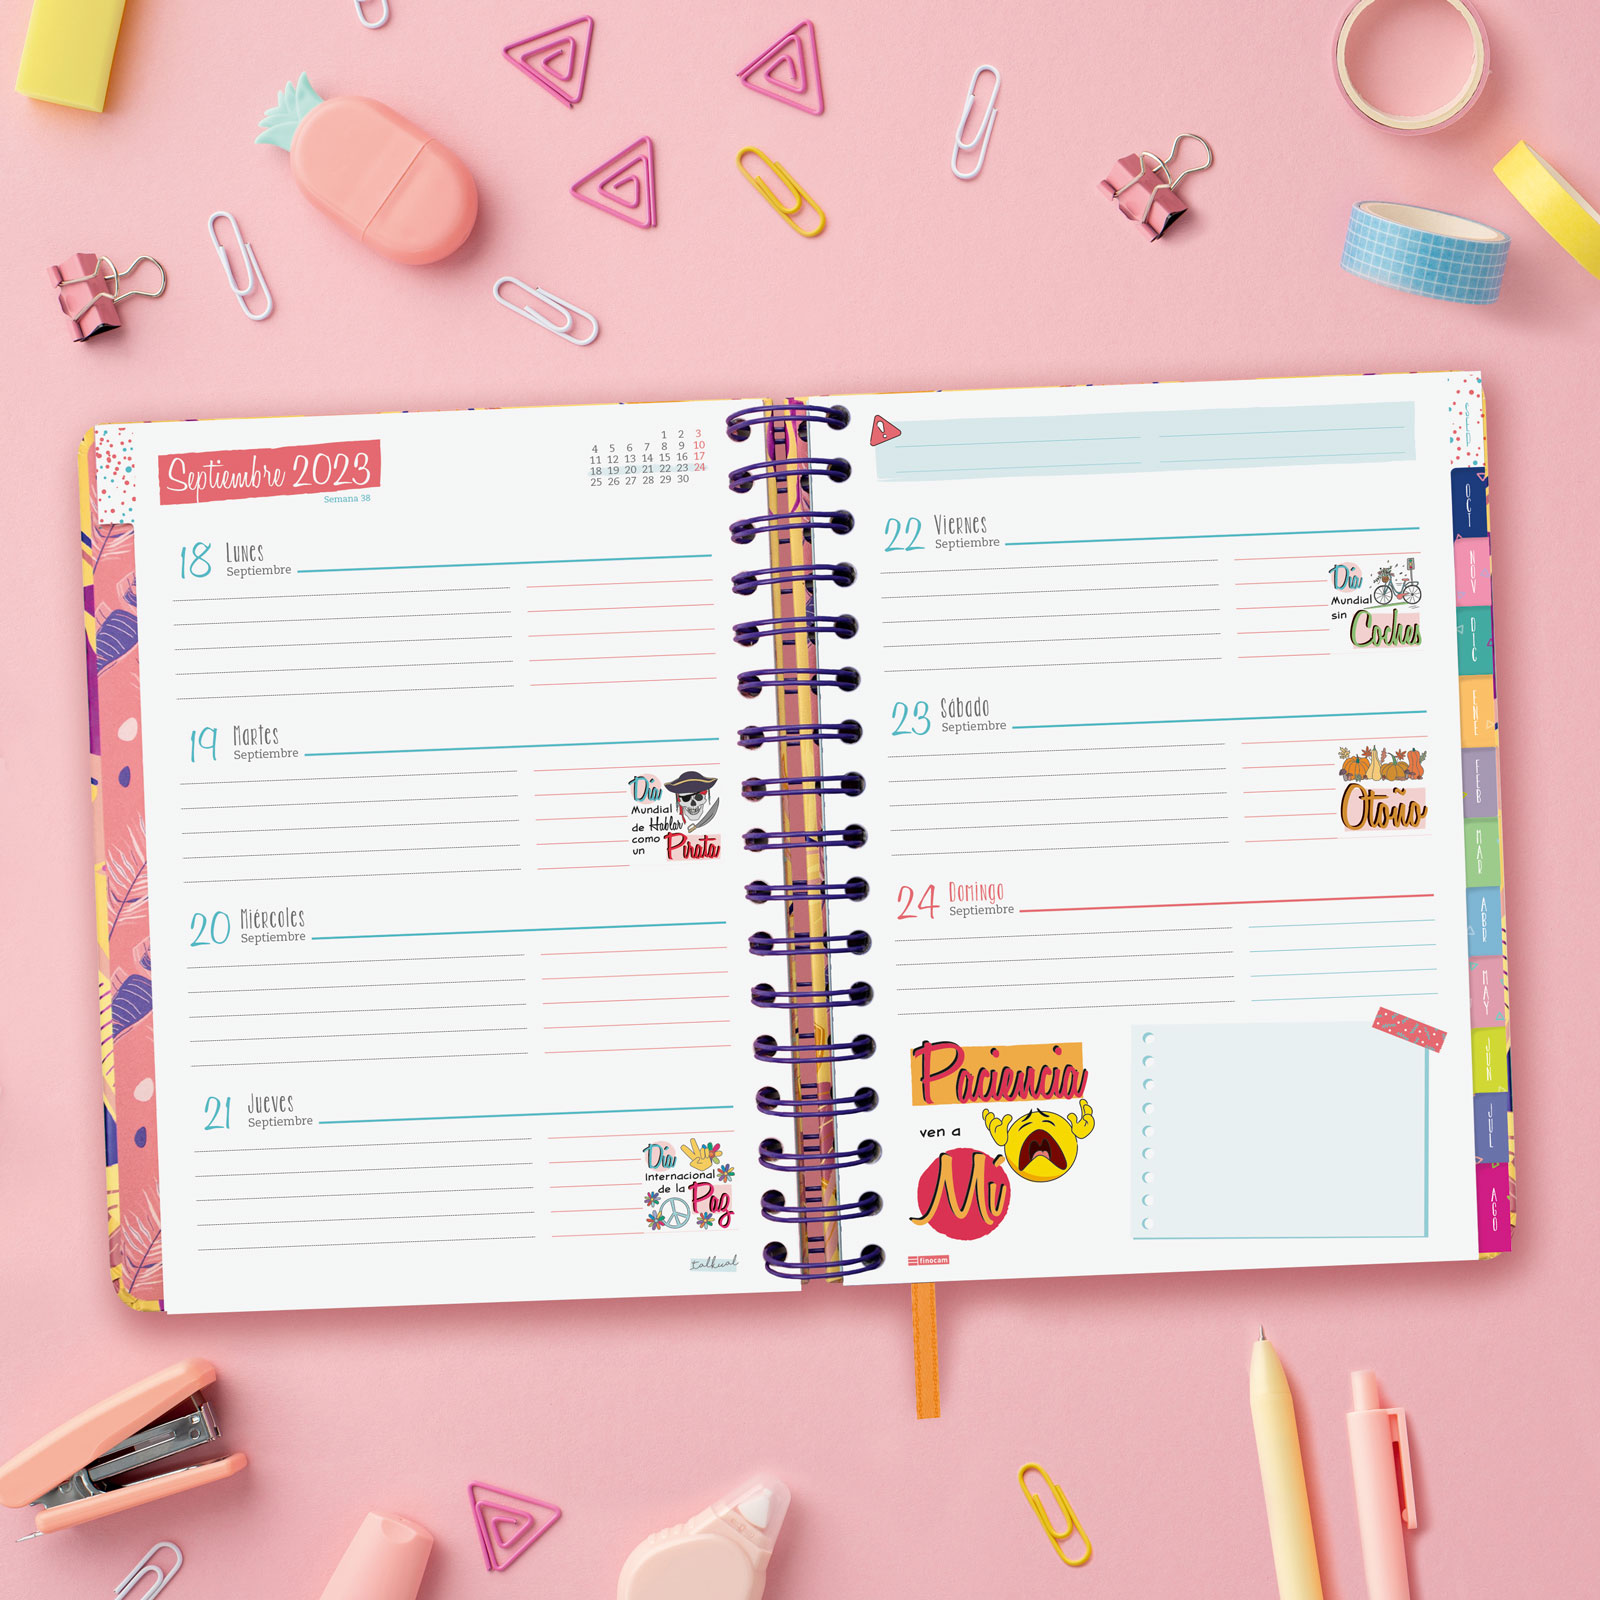 Septiembre 2023
Semana 38
1 2 3
4 5 6 7 8 9 10
11 12 13 14 15 16 17
18 19 20 21 22 23 24
25 26 27 28 29 30
18 Lunes
Septiembre
19 Martes
Septiembre
Día
Mundial
de Hablar
como
un Pirata
20 Miércoles
Septiembre
21 Jueves
Septiembre
Día
Internacional
de la Paz
talkual
22 Viernes
Septiembre
Día
Mundial
sin
Coches
23 Sábado
Septiembre
Otoño
24 Domingo
Septiembre
Paciencia
ven a
Mí
finocam
SEP
OCT
NOV
DIC
ENE
FEB
MAR
ABR
MAY
JUN
JUL
AGO